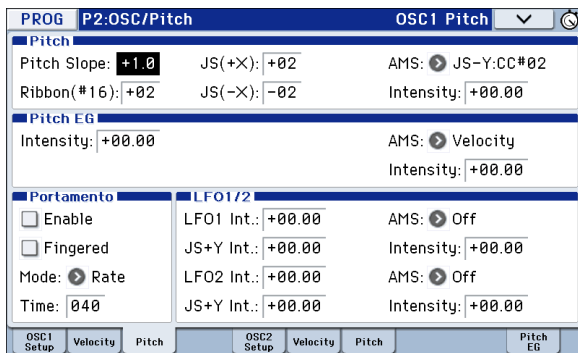 PROG P2:OSC/Pitch OSC1 Pitch
Pitch
Pitch Slope: +1.0 JS(+X): +02 AMS: JS-Y:CC#02
Ribbon(#16): +02 JS(-X): -02 Intensity: +00.00
Pitch EG
Intensity: +00.00 AMS: Velocity
Intensity: +00.00
Portamento LFO1/2
Enable LFO1 Int.: +00.00 AMS: Off
Fingered JS+Y Int.: +00.00 Intensity: +00.00
Mode: Rate LFO2 Int.: +00.00 AMS: Off
Time: 040 JS+Y Int.: +00.00 Intensity: +00.00
OSC1 Setup Velocity Pitch OSC2 Setup Velocity Pitch Pitch EG